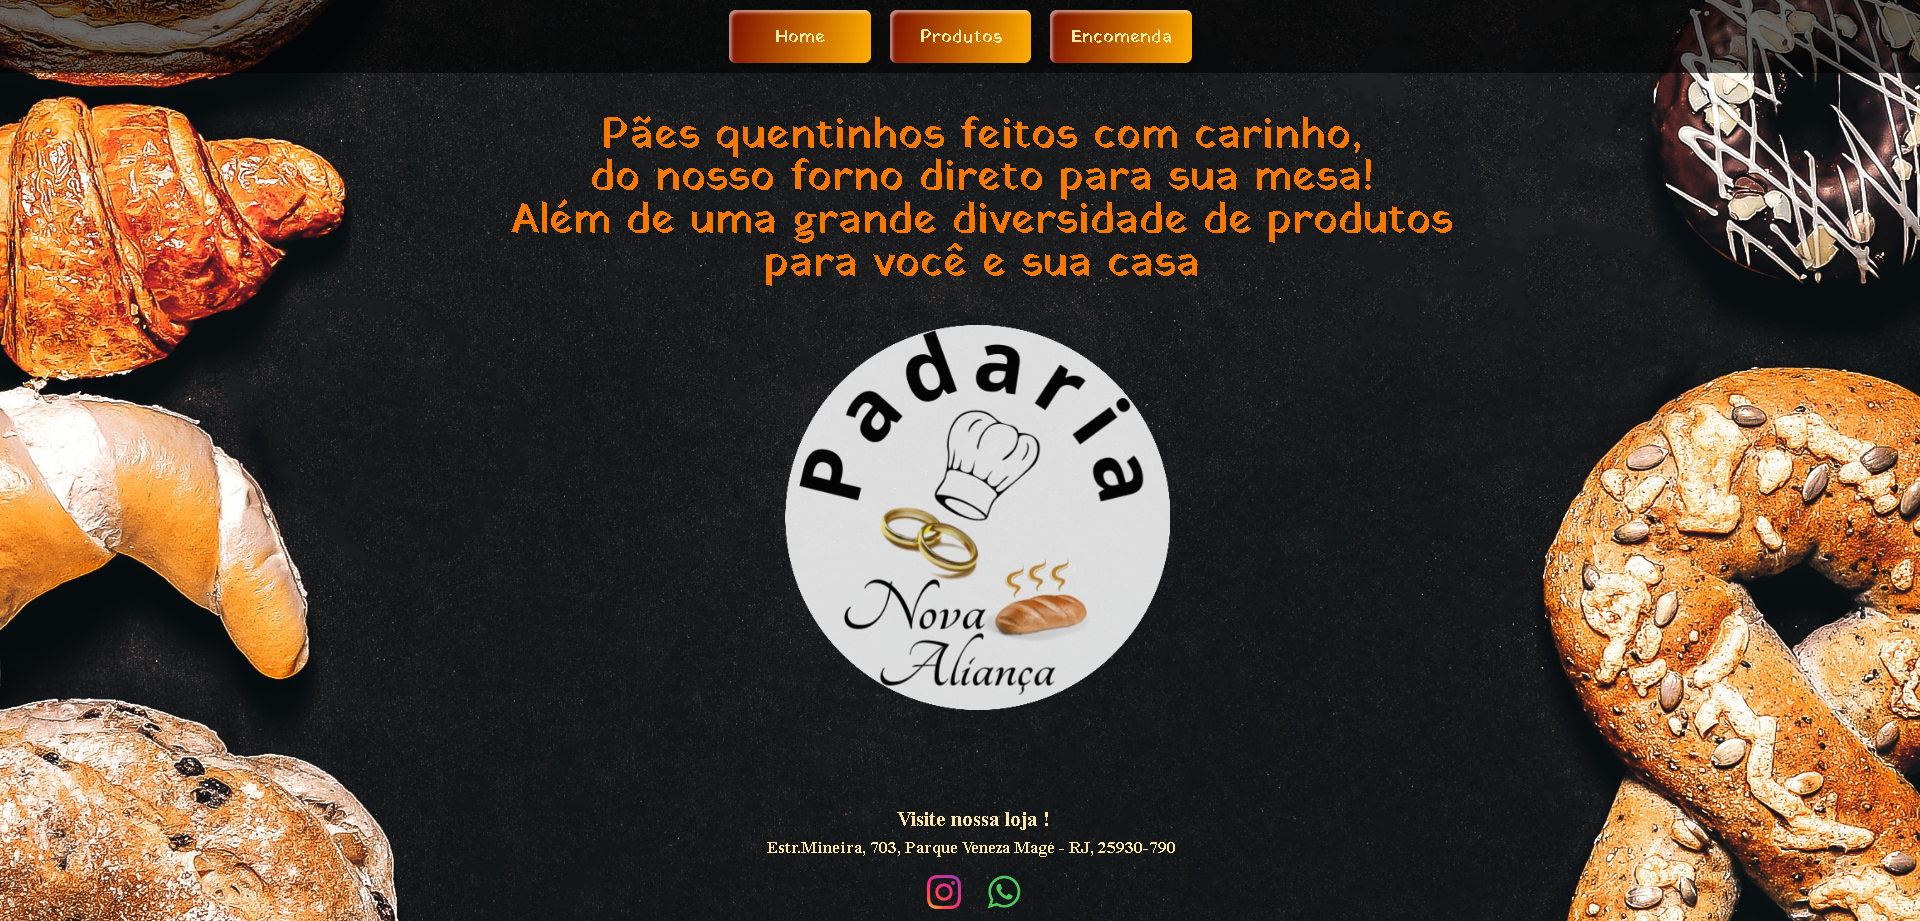 Home
Produtos
Encomenda
Pães quentinhos feitos com carinho,
do nosso forno direto para sua mesa!
Além de uma grande diversidade de produtos
para você e sua casa
Padaria
Nova
Aliança
Visite nossa loja !
Estr.Mineira, 703, Parque Veneza Magé - RJ, 25930-790